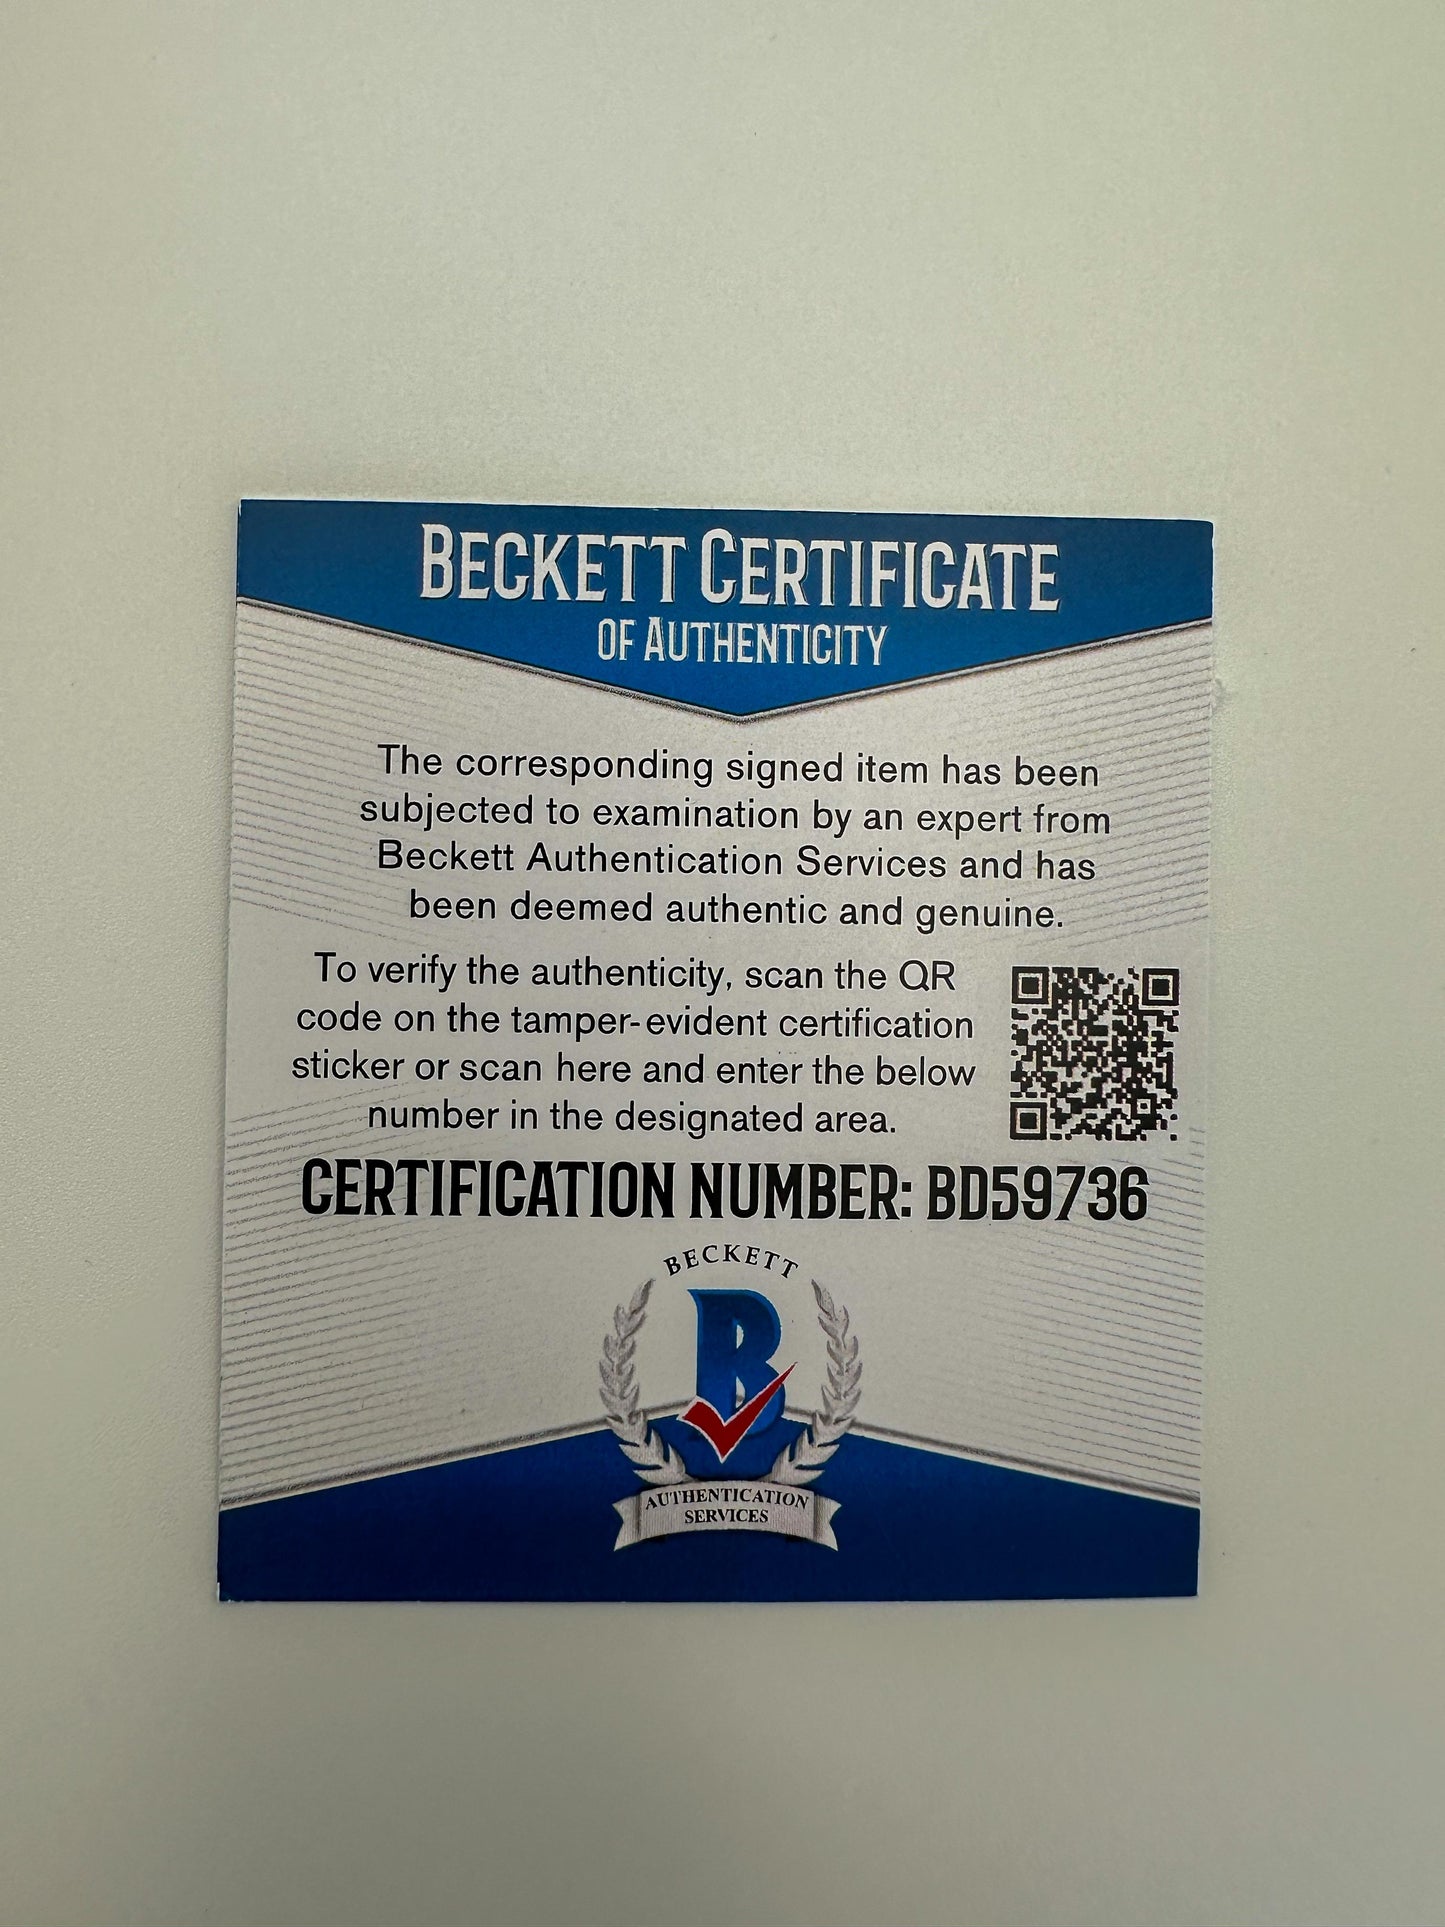 BECKETT CERTIFICATE
OF AUTHENTICITY
The corresponding signed item has been
subjected to examination by an expert from
Beckett Authentication Services and has
been deemed authentic and genuine.
To verify the authenticity, scan the QR
code on the tamper-evident certification
sticker or scan here and enter the below
number in the designated area.
CERTIFICATION NUMBER: BD59736
BECKETT
B
AUTHENTICATION
SERVICES